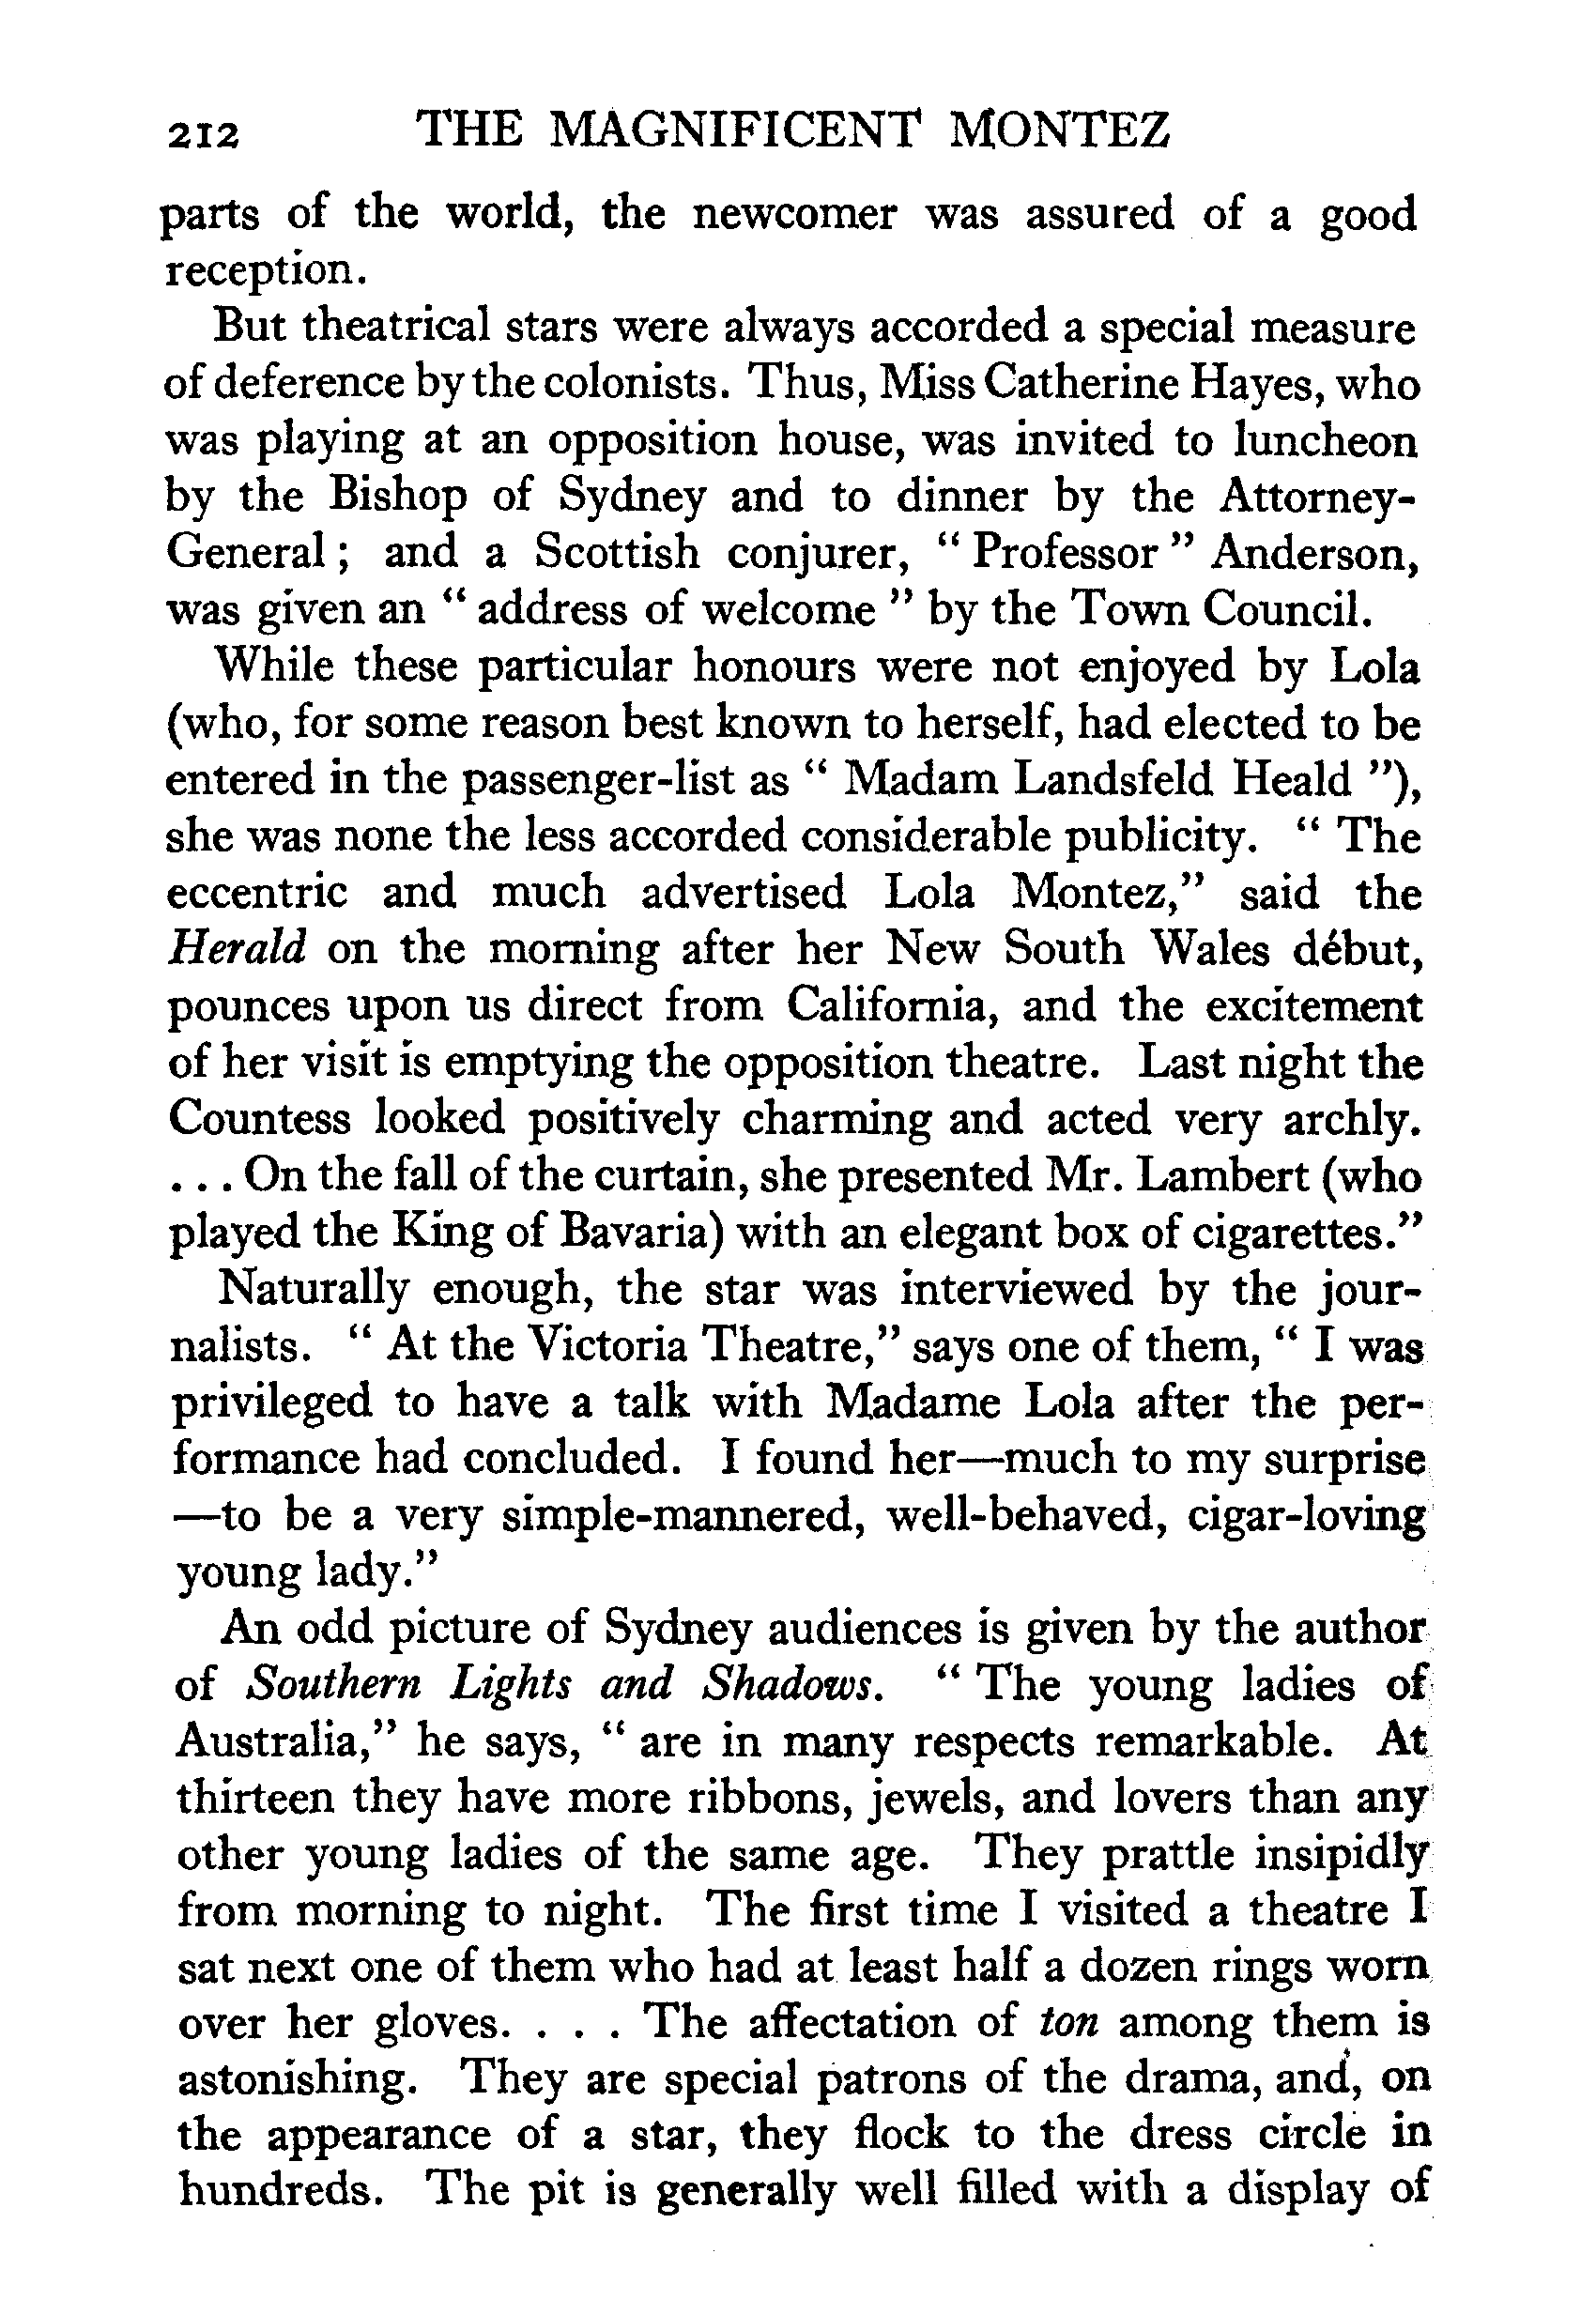 212 THE MAGNIFICENT MONTEZ
parts of the world, the newcomer was assured of a good
reception.
But theatrical stars were always accorded a special measure
of deference by the colonists. Thus, Miss Catherine Hayes, who
was playing at an opposition house, was invited to luncheon
by the Bishop of Sydney and to dinner by the Attorney-
General; and a Scottish conjurer, “Professor” Anderson,
was given an “address of welcome” by the Town Council.
While these particular honours were not enjoyed by Lola
(who, for some reason best known to herself, had elected to be
entered in the passenger-list as “Madam Landsfeld Heald”),
she was none the less accorded considerable publicity. “The
eccentric and much advertised Lola Montez,” said the
Herald on the morning after her New South Wales début,
pounces upon us direct from California, and the excitement
of her visit is emptying the opposition theatre. Last night the
Countess looked positively charming and acted very archly.
... On the fall of the curtain, she presented Mr. Lambert (who
played the King of Bavaria) with an elegant box of cigarettes.”
Naturally enough, the star was interviewed by the jour-
nalists. “At the Victoria Theatre,” says one of them, “I was
privileged to have a talk with Madame Lola after the per-
formance had concluded. I found her—much to my surprise
—to be a very simple-mannered, well-behaved, cigar-loving
young lady.”
An odd picture of Sydney audiences is given by the author
of Southern Lights and Shadows. “The young ladies of
Australia,” he says, “are in many respects remarkable. At
thirteen they have more ribbons, jewels, and lovers than any
other young ladies of the same age. They prattle insipidly
from morning to night. The first time I visited a theatre I
sat next one of them who had at least half a dozen rings worn
over her gloves. . . . The affectation of ton among them is
astonishing. They are special patrons of the drama, and, on
the appearance of a star, they flock to the dress circle in
hundreds. The pit is generally well filled with a display of